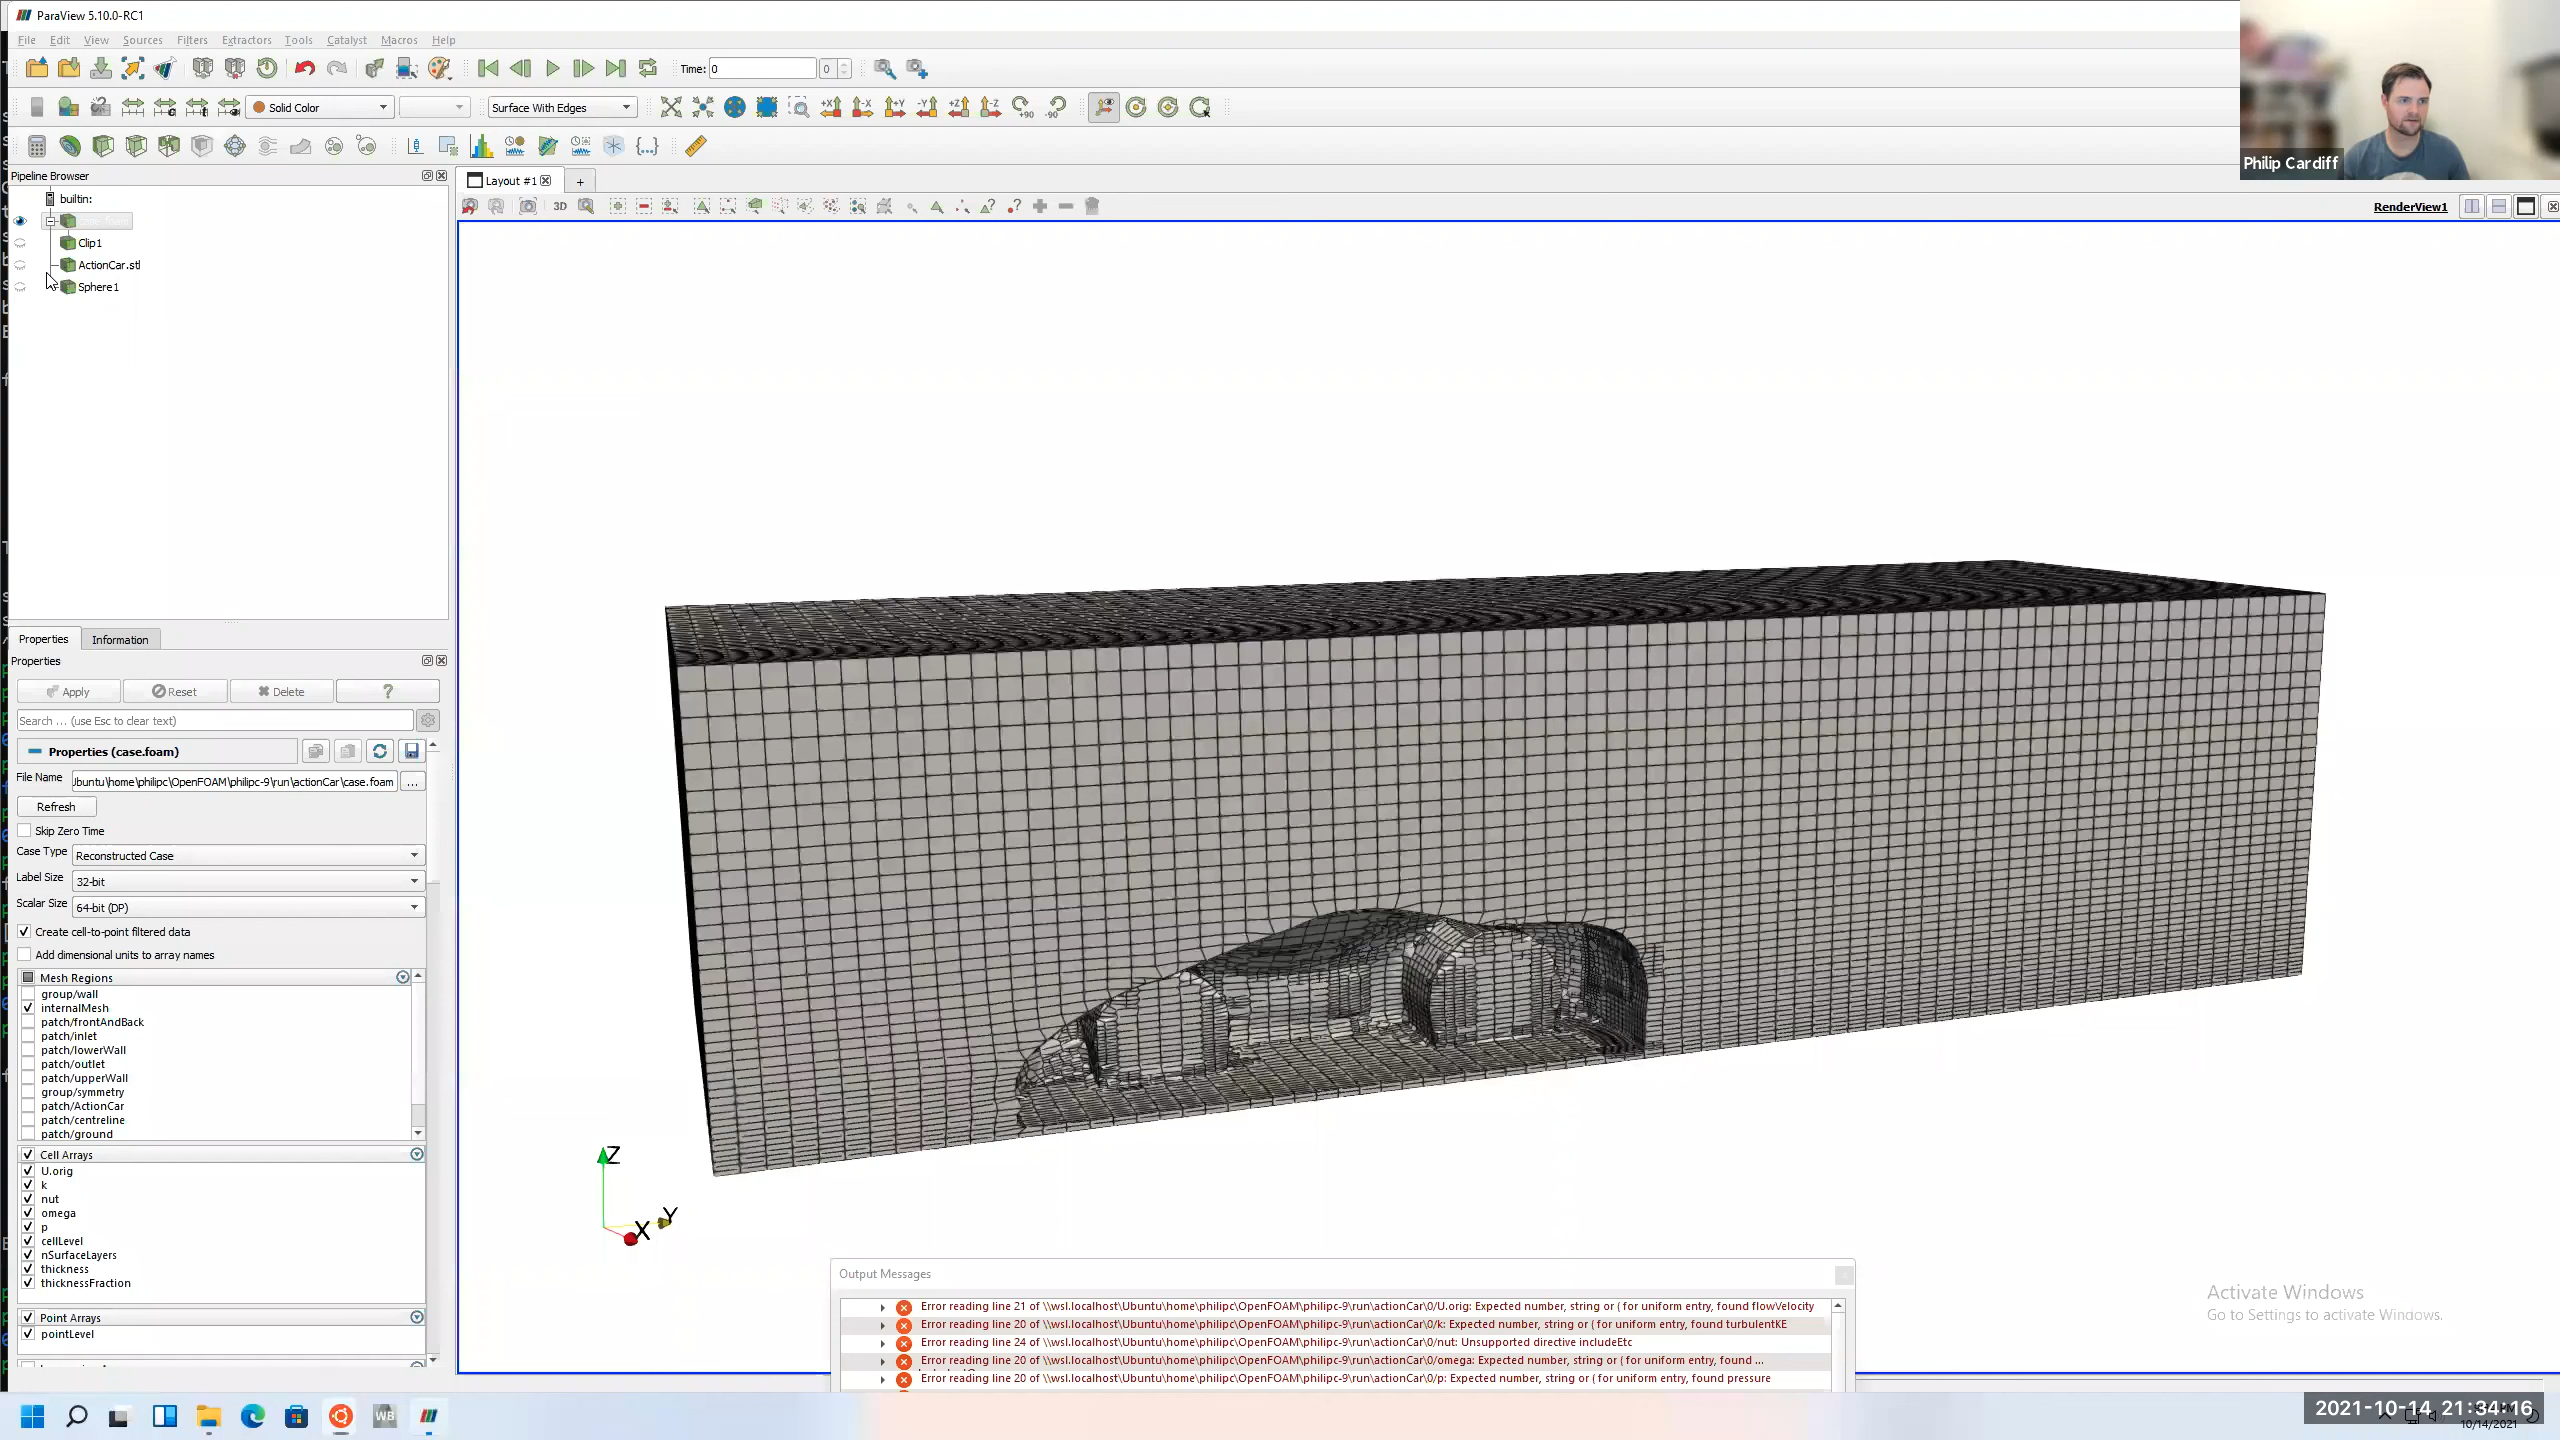 ParaView 5.10.0-RC1
File Edit View Sources Filters Extractors Tools Catalyst Macros Help
Time: 0 0
Solid Color Surface With Edges +X -X +Y -Y +Z -Z +90 -90
Pipeline Browser
Layout #1 +
3D
RenderView1
builtin:
Clip1
ActionCar.stl
Sphere1
Philip Cardiff
Properties Information
Properties
Apply Reset Delete ?
Search ... (use Esc to clear text)
Properties (case.foam)
File Name Ubuntu\home\philipc\OpenFOAM\philipc-9\run\actionCar\case.foam ...
Refresh
Skip Zero Time
Case Type Reconstructed Case
Label Size 32-bit
Scalar Size 64-bit (DP)
Create cell-to-point filtered data
Add dimensional units to array names
Mesh Regions
group/wall
internalMesh
patch/frontAndBack
patch/inlet
patch/lowerWall
patch/outlet
patch/upperWall
group/symmetry
patch/ActionCar
patch/centreline
patch/ground
Cell Arrays
U.orig
k
nut
omega
p
cellLevel
nSurfaceLayers
thickness
thicknessFraction
Point Arrays
pointLevel
Z
Y
X
Output Messages
Error reading line 21 of \\wsl.localhost\Ubuntu\home\philipc\OpenFOAM\philipc-9\run\actionCar\0/U.orig: Expected number, string or ( for uniform entry, found flowVelocity
Error reading line 20 of \\wsl.localhost\Ubuntu\home\philipc\OpenFOAM\philipc-9\run\actionCar\0/k: Expected number, string or ( for uniform entry, found turbulentKE
Error reading line 24 of \\wsl.localhost\Ubuntu\home\philipc\OpenFOAM\philipc-9\run\actionCar\0/nut: Unsupported directive includeEtc
Error reading line 20 of \\wsl.localhost\Ubuntu\home\philipc\OpenFOAM\philipc-9\run\actionCar\0/omega: Expected number, string or ( for uniform entry, found ...
Error reading line 20 of \\wsl.localhost\Ubuntu\home\philipc\OpenFOAM\philipc-9\run\actionCar\0/p: Expected number, string or ( for uniform entry, found pressure
Activate Windows
Go to Settings to activate Windows.
WB
2021-10-14 21:34:16
10/14/2021